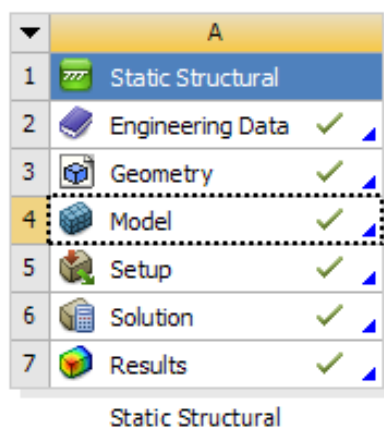 A
1 Static Structural
2 Engineering Data
3 Geometry
4 Model
5 Setup
6 Solution
7 Results
Static Structural